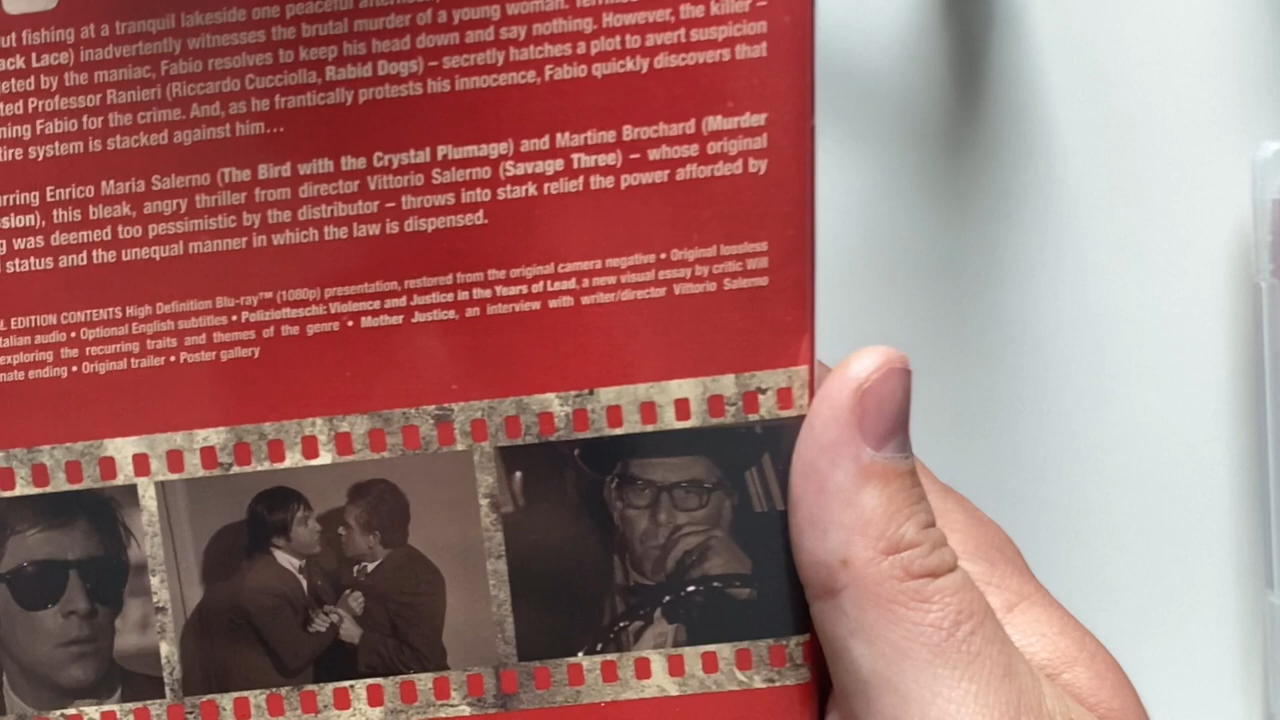 ut fishing at a tranquil lakeside one peaceful afternoon,
ack Lace) inadvertently witnesses the brutal murder of a young woman.
eted by the maniac, Fabio resolves to keep his head down and say nothing. However, the killer –
ted Professor Ranieri (Riccardo Cucciolla, Rabid Dogs) – secretly hatches a plot to avert suspicion
ning Fabio for the crime. And, as he frantically protests his innocence, Fabio quickly discovers that
tire system is stacked against him...
rring Enrico Maria Salerno (The Bird with the Crystal Plumage) and Martine Brochard (Murder
sion), this bleak, angry thriller from director Vittorio Salerno (Savage Three) – whose original
g was deemed too pessimistic by the distributor – throws into stark relief the power afforded by
status and the unequal manner in which the law is dispensed.
L EDITION CONTENTS High Definition Blu-ray™ (1080p) presentation, restored from the original camera negative • Original lossless
talian audio • Optional English subtitles • Poliziotteschi: Violence and Justice in the Years of Lead, a new visual essay by critic Will
exploring the recurring traits and themes of the genre • Mother Justice, an interview with writer/director Vittorio Salerno
nate ending • Original trailer • Poster gallery